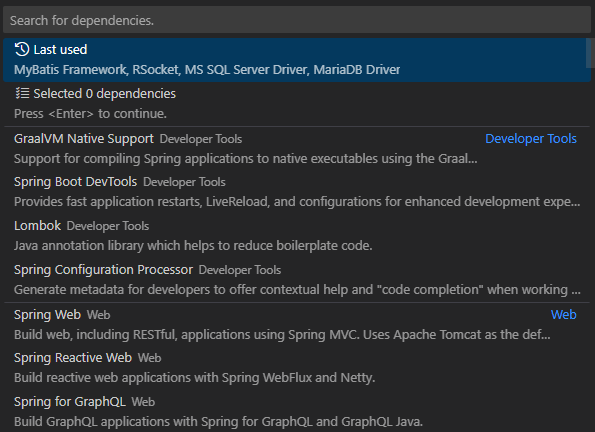 Search for dependencies.
Last used
MyBatis Framework, RSocket, MS SQL Server Driver, MariaDB Driver
Selected 0 dependencies
Press <Enter> to continue.
GraalVM Native Support Developer Tools Developer Tools
Support for compiling Spring applications to native executables using the Graal...
Spring Boot DevTools Developer Tools
Provides fast application restarts, LiveReload, and configurations for enhanced development expe...
Lombok Developer Tools
Java annotation library which helps to reduce boilerplate code.
Spring Configuration Processor Developer Tools
Generate metadata for developers to offer contextual help and "code completion" when working ...
Spring Web Web Web
Build web, including RESTful, applications using Spring MVC. Uses Apache Tomcat as the def...
Spring Reactive Web Web
Build reactive web applications with Spring WebFlux and Netty.
Spring for GraphQL Web
Build GraphQL applications with Spring for GraphQL and GraphQL Java.